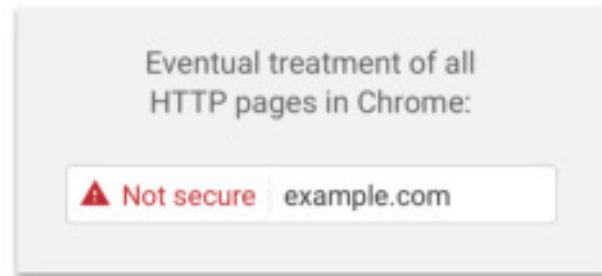 Eventual treatment of all
HTTP pages in Chrome:
Not secure example.com